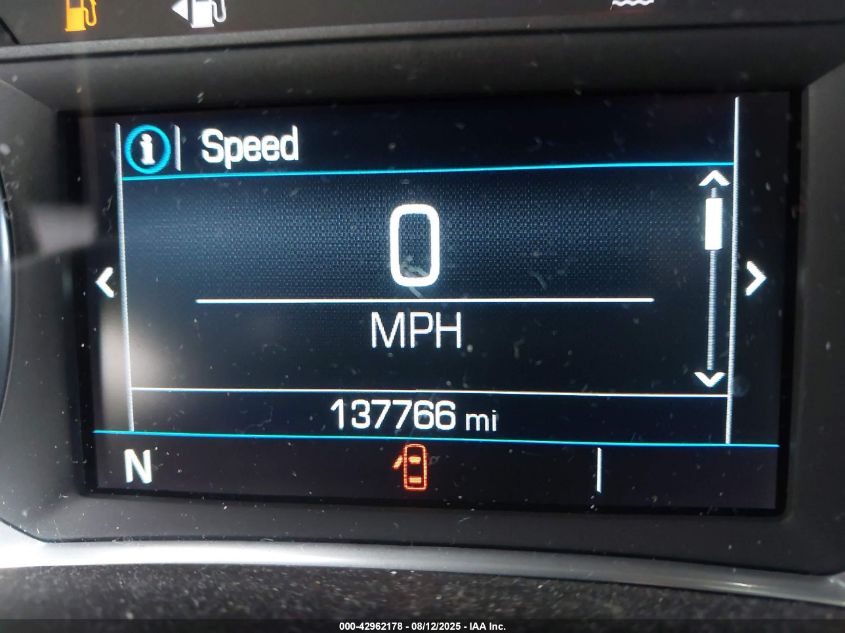 i Speed
0
MPH
137766 mi
N
000-42962178 - 08/12/2025 - IAA Inc.